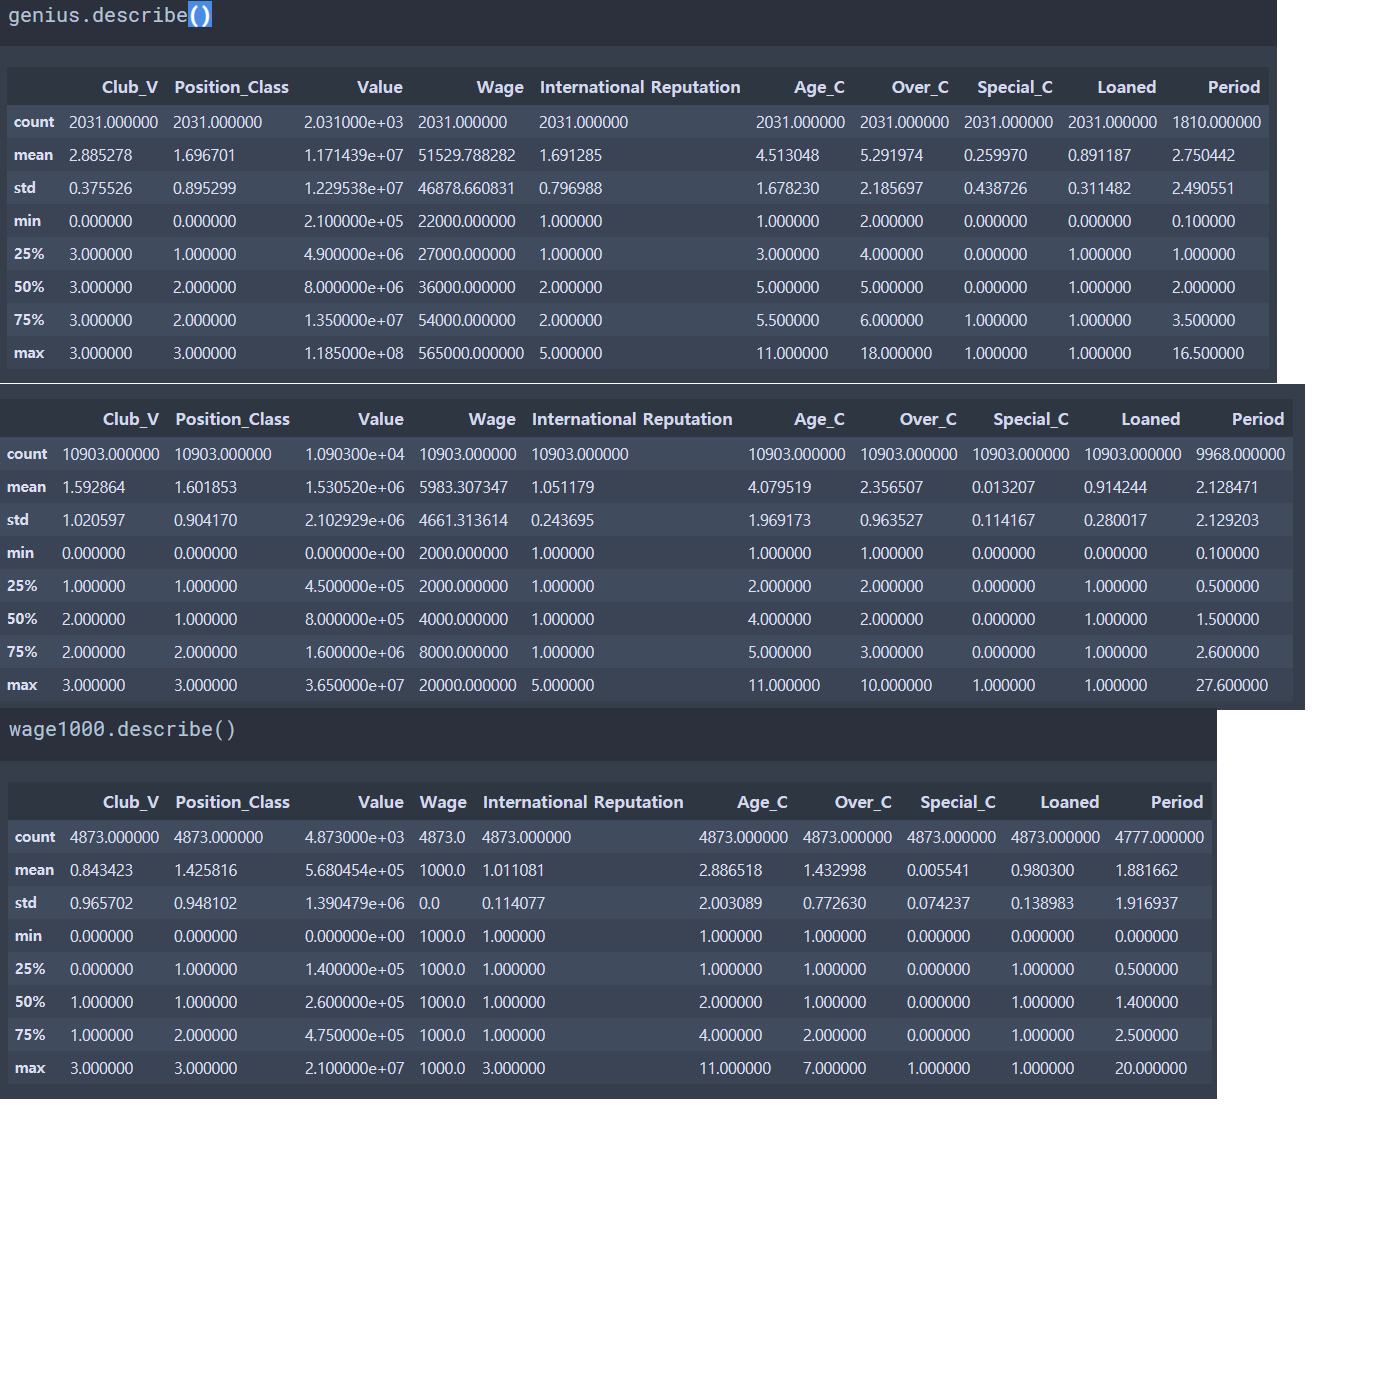 genius.describe()
Club_V Position_Class Value Wage International Reputation Age_C Over_C Special_C Loaned Period
count 2031.000000 2031.000000 2.031000e+03 2031.000000 2031.000000 2031.000000 2031.000000 2031.000000 2031.000000 1810.000000
mean 2.885278 1.696701 1.171439e+07 51529.788282 1.691285 4.513048 5.291974 0.259970 0.891187 2.750442
std 0.375526 0.895299 1.229538e+07 46878.660831 0.796988 1.678230 2.185697 0.438726 0.311482 2.490551
min 0.000000 0.000000 2.100000e+05 22000.000000 1.000000 1.000000 2.000000 0.000000 0.000000 0.100000
25% 3.000000 1.000000 4.900000e+06 27000.000000 1.000000 3.000000 4.000000 0.000000 1.000000 1.000000
50% 3.000000 2.000000 8.000000e+06 36000.000000 2.000000 5.000000 5.000000 0.000000 1.000000 2.000000
75% 3.000000 2.000000 1.350000e+07 54000.000000 2.000000 5.500000 6.000000 1.000000 1.000000 3.500000
max 3.000000 3.000000 1.185000e+08 565000.000000 5.000000 11.000000 18.000000 1.000000 1.000000 16.500000
Club_V Position_Class Value Wage International Reputation Age_C Over_C Special_C Loaned Period
count 10903.000000 10903.000000 1.090300e+04 10903.000000 10903.000000 10903.000000 10903.000000 10903.000000 10903.000000 9968.000000
mean 1.592864 1.601853 1.530520e+06 5983.307347 1.051179 4.079519 2.356507 0.013207 0.914244 2.128471
std 1.020597 0.904170 2.102929e+06 4661.313614 0.243695 1.969173 0.963527 0.114167 0.280017 2.129203
min 0.000000 0.000000 0.000000e+00 2000.000000 1.000000 1.000000 1.000000 0.000000 0.000000 0.100000
25% 1.000000 1.000000 4.500000e+05 2000.000000 1.000000 2.000000 2.000000 0.000000 1.000000 0.500000
50% 2.000000 1.000000 8.000000e+05 4000.000000 1.000000 4.000000 2.000000 0.000000 1.000000 1.500000
75% 2.000000 2.000000 1.600000e+06 8000.000000 1.000000 5.000000 3.000000 0.000000 1.000000 2.600000
max 3.000000 3.000000 3.650000e+07 20000.000000 5.000000 11.000000 10.000000 1.000000 1.000000 27.600000
wage1000.describe()
Club_V Position_Class Value Wage International Reputation Age_C Over_C Special_C Loaned Period
count 4873.000000 4873.000000 4.873000e+03 4873.0 4873.000000 4873.000000 4873.000000 4873.000000 4873.000000 4777.000000
mean 0.843423 1.425816 5.680454e+05 1000.0 1.011081 2.886518 1.432998 0.005541 0.980300 1.881662
std 0.965702 0.948102 1.390479e+06 0.0 0.114077 2.003089 0.772630 0.074237 0.138983 1.916937
min 0.000000 0.000000 0.000000e+00 1000.0 1.000000 1.000000 1.000000 0.000000 0.000000 0.000000
25% 0.000000 1.000000 1.400000e+05 1000.0 1.000000 1.000000 1.000000 0.000000 1.000000 0.500000
50% 1.000000 1.000000 2.600000e+05 1000.0 1.000000 2.000000 1.000000 0.000000 1.000000 1.400000
75% 1.000000 2.000000 4.750000e+05 1000.0 1.000000 4.000000 2.000000 0.000000 1.000000 2.500000
max 3.000000 3.000000 2.100000e+07 1000.0 3.000000 11.000000 7.000000 1.000000 1.000000 20.000000